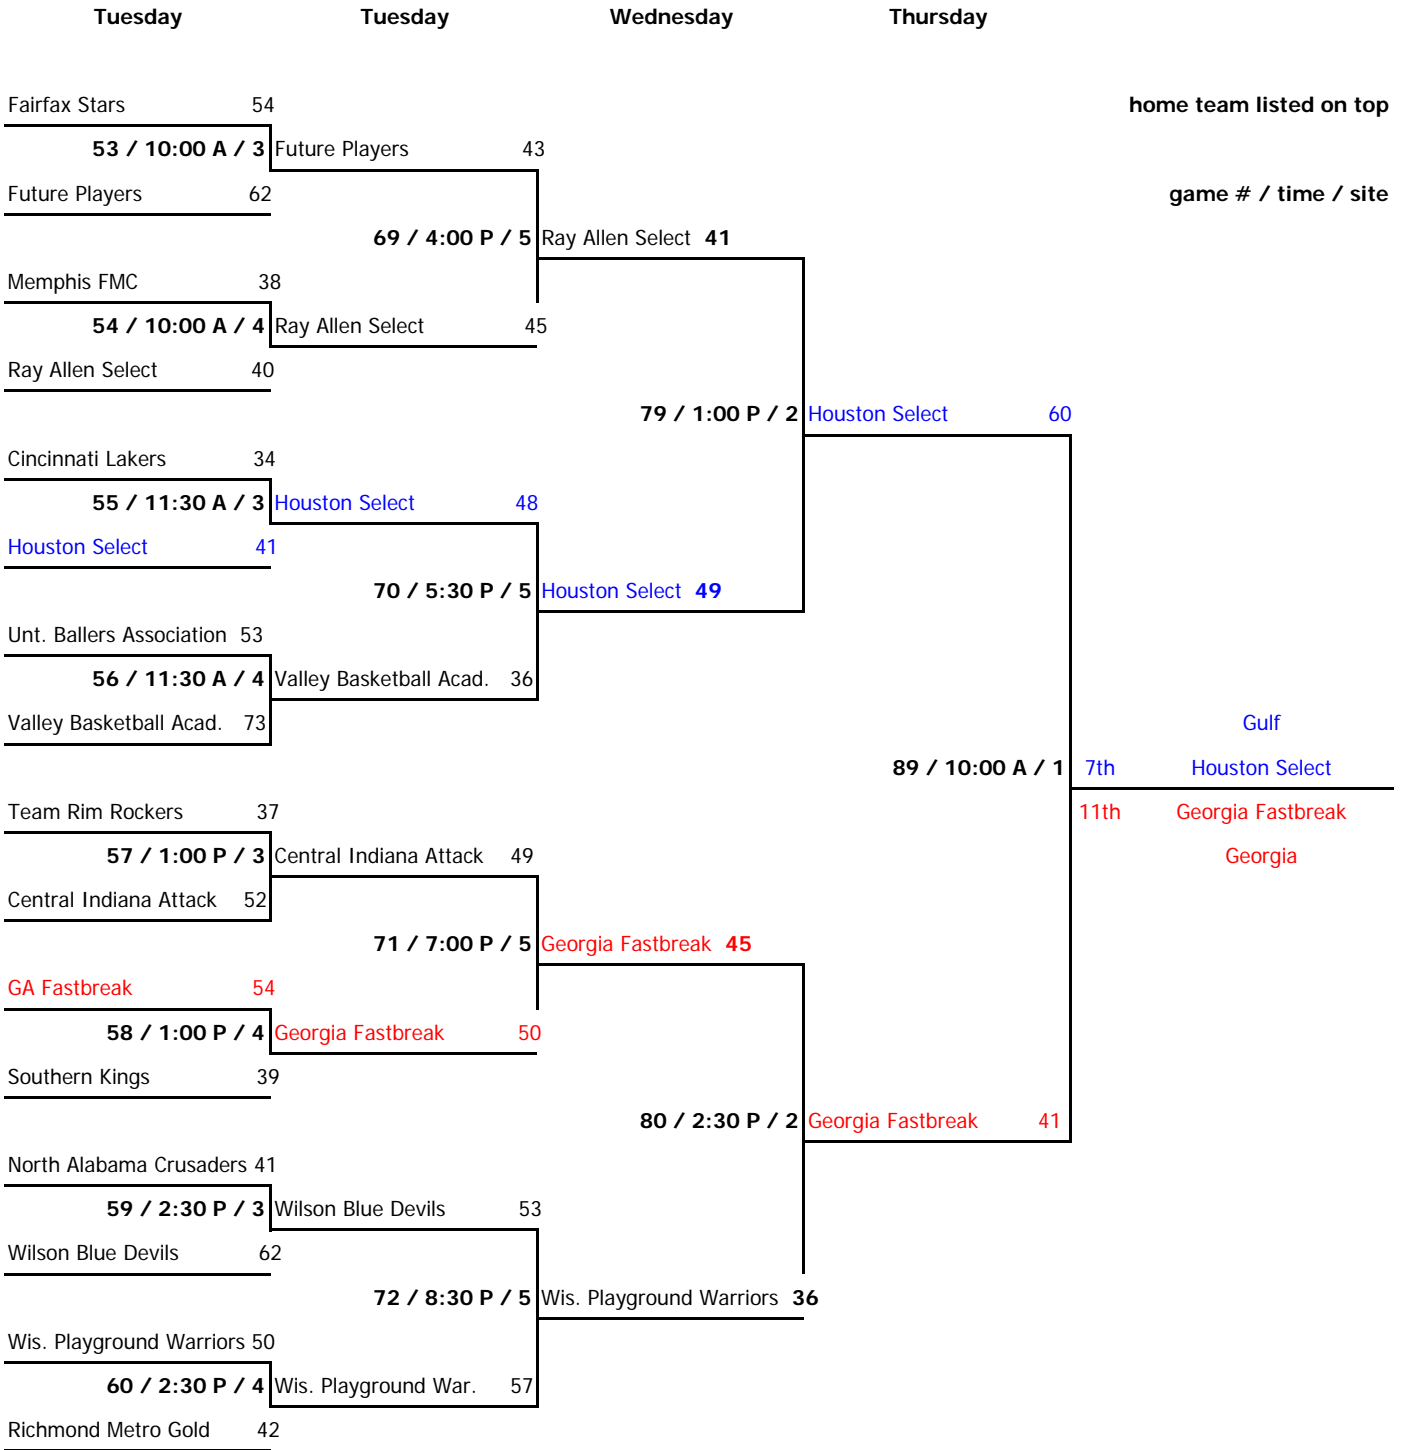 Tuesday Tuesday Wednesday Thursday
Fairfax Stars 54 home team listed on top
53 / 10:00 A / 3 Future Players 43
Future Players 62 game # / time / site
69 / 4:00 P / 5 Ray Allen Select 41
Memphis FMC 38
54 / 10:00 A / 4 Ray Allen Select 45
Ray Allen Select 40
79 / 1:00 P / 2 Houston Select 60
Cincinnati Lakers 34
55 / 11:30 A / 3 Houston Select 48
Houston Select 41
70 / 5:30 P / 5 Houston Select 49
Unt. Ballers Association 53
56 / 11:30 A / 4 Valley Basketball Acad. 36
Valley Basketball Acad. 73 Gulf
89 / 10:00 A / 1 7th Houston Select
Team Rim Rockers 37 11th Georgia Fastbreak
57 / 1:00 P / 3 Central Indiana Attack 49 Georgia
Central Indiana Attack 52
71 / 7:00 P / 5 Georgia Fastbreak 45
GA Fastbreak 54
58 / 1:00 P / 4 Georgia Fastbreak 50
Southern Kings 39
80 / 2:30 P / 2 Georgia Fastbreak 41
North Alabama Crusaders 41
59 / 2:30 P / 3 Wilson Blue Devils 53
Wilson Blue Devils 62
72 / 8:30 P / 5 Wis. Playground Warriors 36
Wis. Playground Warriors 50
60 / 2:30 P / 4 Wis. Playground War. 57
Richmond Metro Gold 42